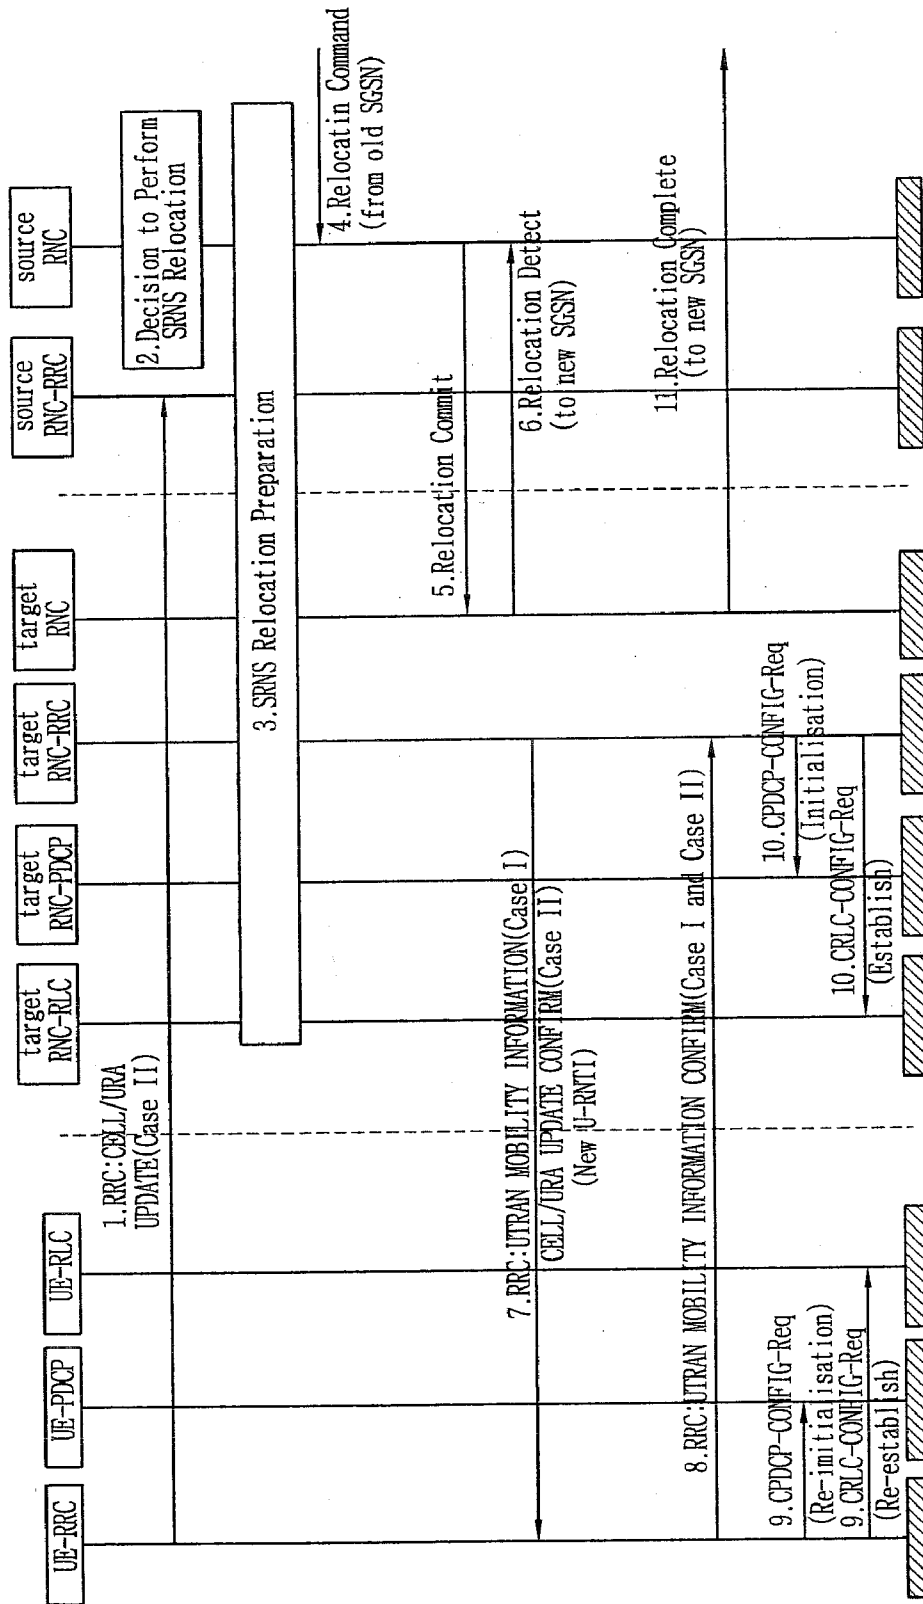 UE-RRC
UE-PDCP
UE-RLC
target
RNC-RLC
target
RNC-PDCP
target
RNC-RRC
target
RNC
source
RNC-RRC
source
RNC
1.RRC:CELL/URA
UPDATE(Case II)
2.Decision to Perform
SRNS Relocation
3.SRNS Relocation Preparation
4.Relocatin Command
(from old SGSN)
5.Relocation Commit
6.Relocation Detect
(to new SGSN)
7.RRC:UTRAN MOBILITY INFORMATION(Case I)
CELL/URA UPDATE CONFIRM(Case II)
(New U-RNTI)
8.RRC:UTRAN MOBILITY INFORMATION CONFIRM(Case I and Case II)
11.Relocation Complete
(to new SGSN)
9.CPDCP-CONFIG-Req
(Re-imitialisation)
9.CRLC-CONHIG-Req
(Re-establish)
10.CPDCP-CONFIG-Req
(Initialisation)
10.CRLC-CONFIG-Req
(Establish)